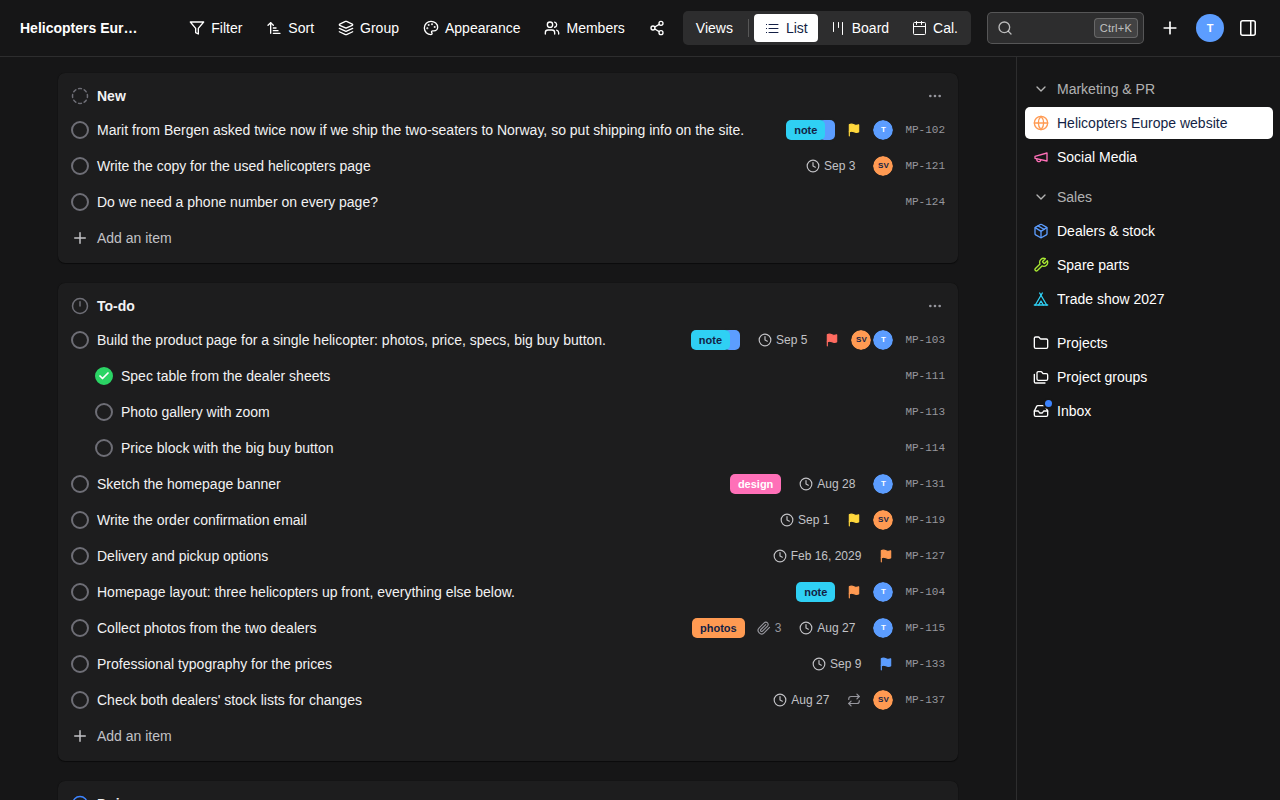 Helicopters Eur…
Filter
Sort
Group
Appearance
Members
Views
List
Board
Cal.
Ctrl+K
T
New
Marit from Bergen asked twice now if we ship the two-seaters to Norway, so put shipping info on the site. note T MP-102
Write the copy for the used helicopters page Sep 3 SV MP-121
Do we need a phone number on every page? MP-124
Add an item
To-do
Build the product page for a single helicopter: photos, price, specs, big buy button. note Sep 5 SV T MP-103
Spec table from the dealer sheets MP-111
Photo gallery with zoom MP-113
Price block with the big buy button MP-114
Sketch the homepage banner design Aug 28 T MP-131
Write the order confirmation email Sep 1 SV MP-119
Delivery and pickup options Feb 16, 2029 MP-127
Homepage layout: three helicopters up front, everything else below. note T MP-104
Collect photos from the two dealers photos 3 Aug 27 T MP-115
Professional typography for the prices Sep 9 MP-133
Check both dealers' stock lists for changes Aug 27 SV MP-137
Add an item
Marketing & PR
Helicopters Europe website
Social Media
Sales
Dealers & stock
Spare parts
Trade show 2027
Projects
Project groups
Inbox